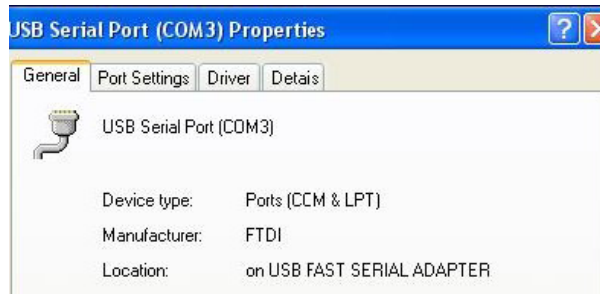 USB Serial Port (COM3) Properties
General Port Settings Driver Detais
USB Serial Port (COM3)
Device type: Ports (CCM & LPT)
Manufacturer: FTDI
Location: on USB FAST SERIAL ADAPTER